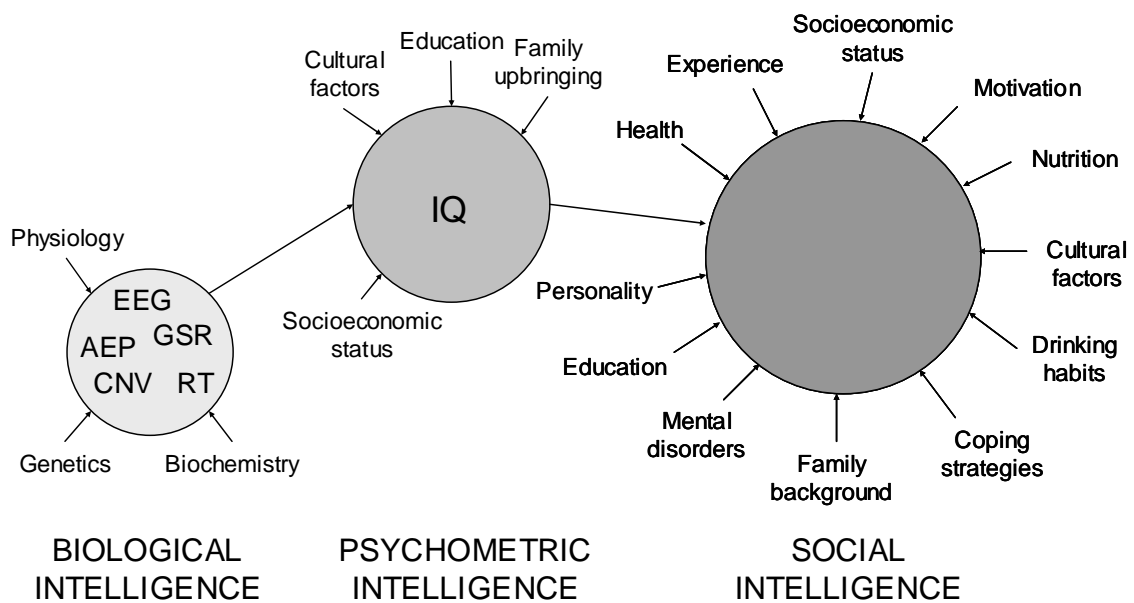 Physiology
EEG
AEP GSR
CNV RT
Genetics
Biochemistry
BIOLOGICAL
INTELLIGENCE
Cultural
factors
Education
Family
upbringing
IQ
Socioeconomic
status
PSYCHOMETRIC
INTELLIGENCE
Socioeconomic
status
Experience
Motivation
Health
Nutrition
Cultural
factors
Personality
Drinking
habits
Education
Coping
strategies
Mental
disorders
Family
background
SOCIAL
INTELLIGENCE